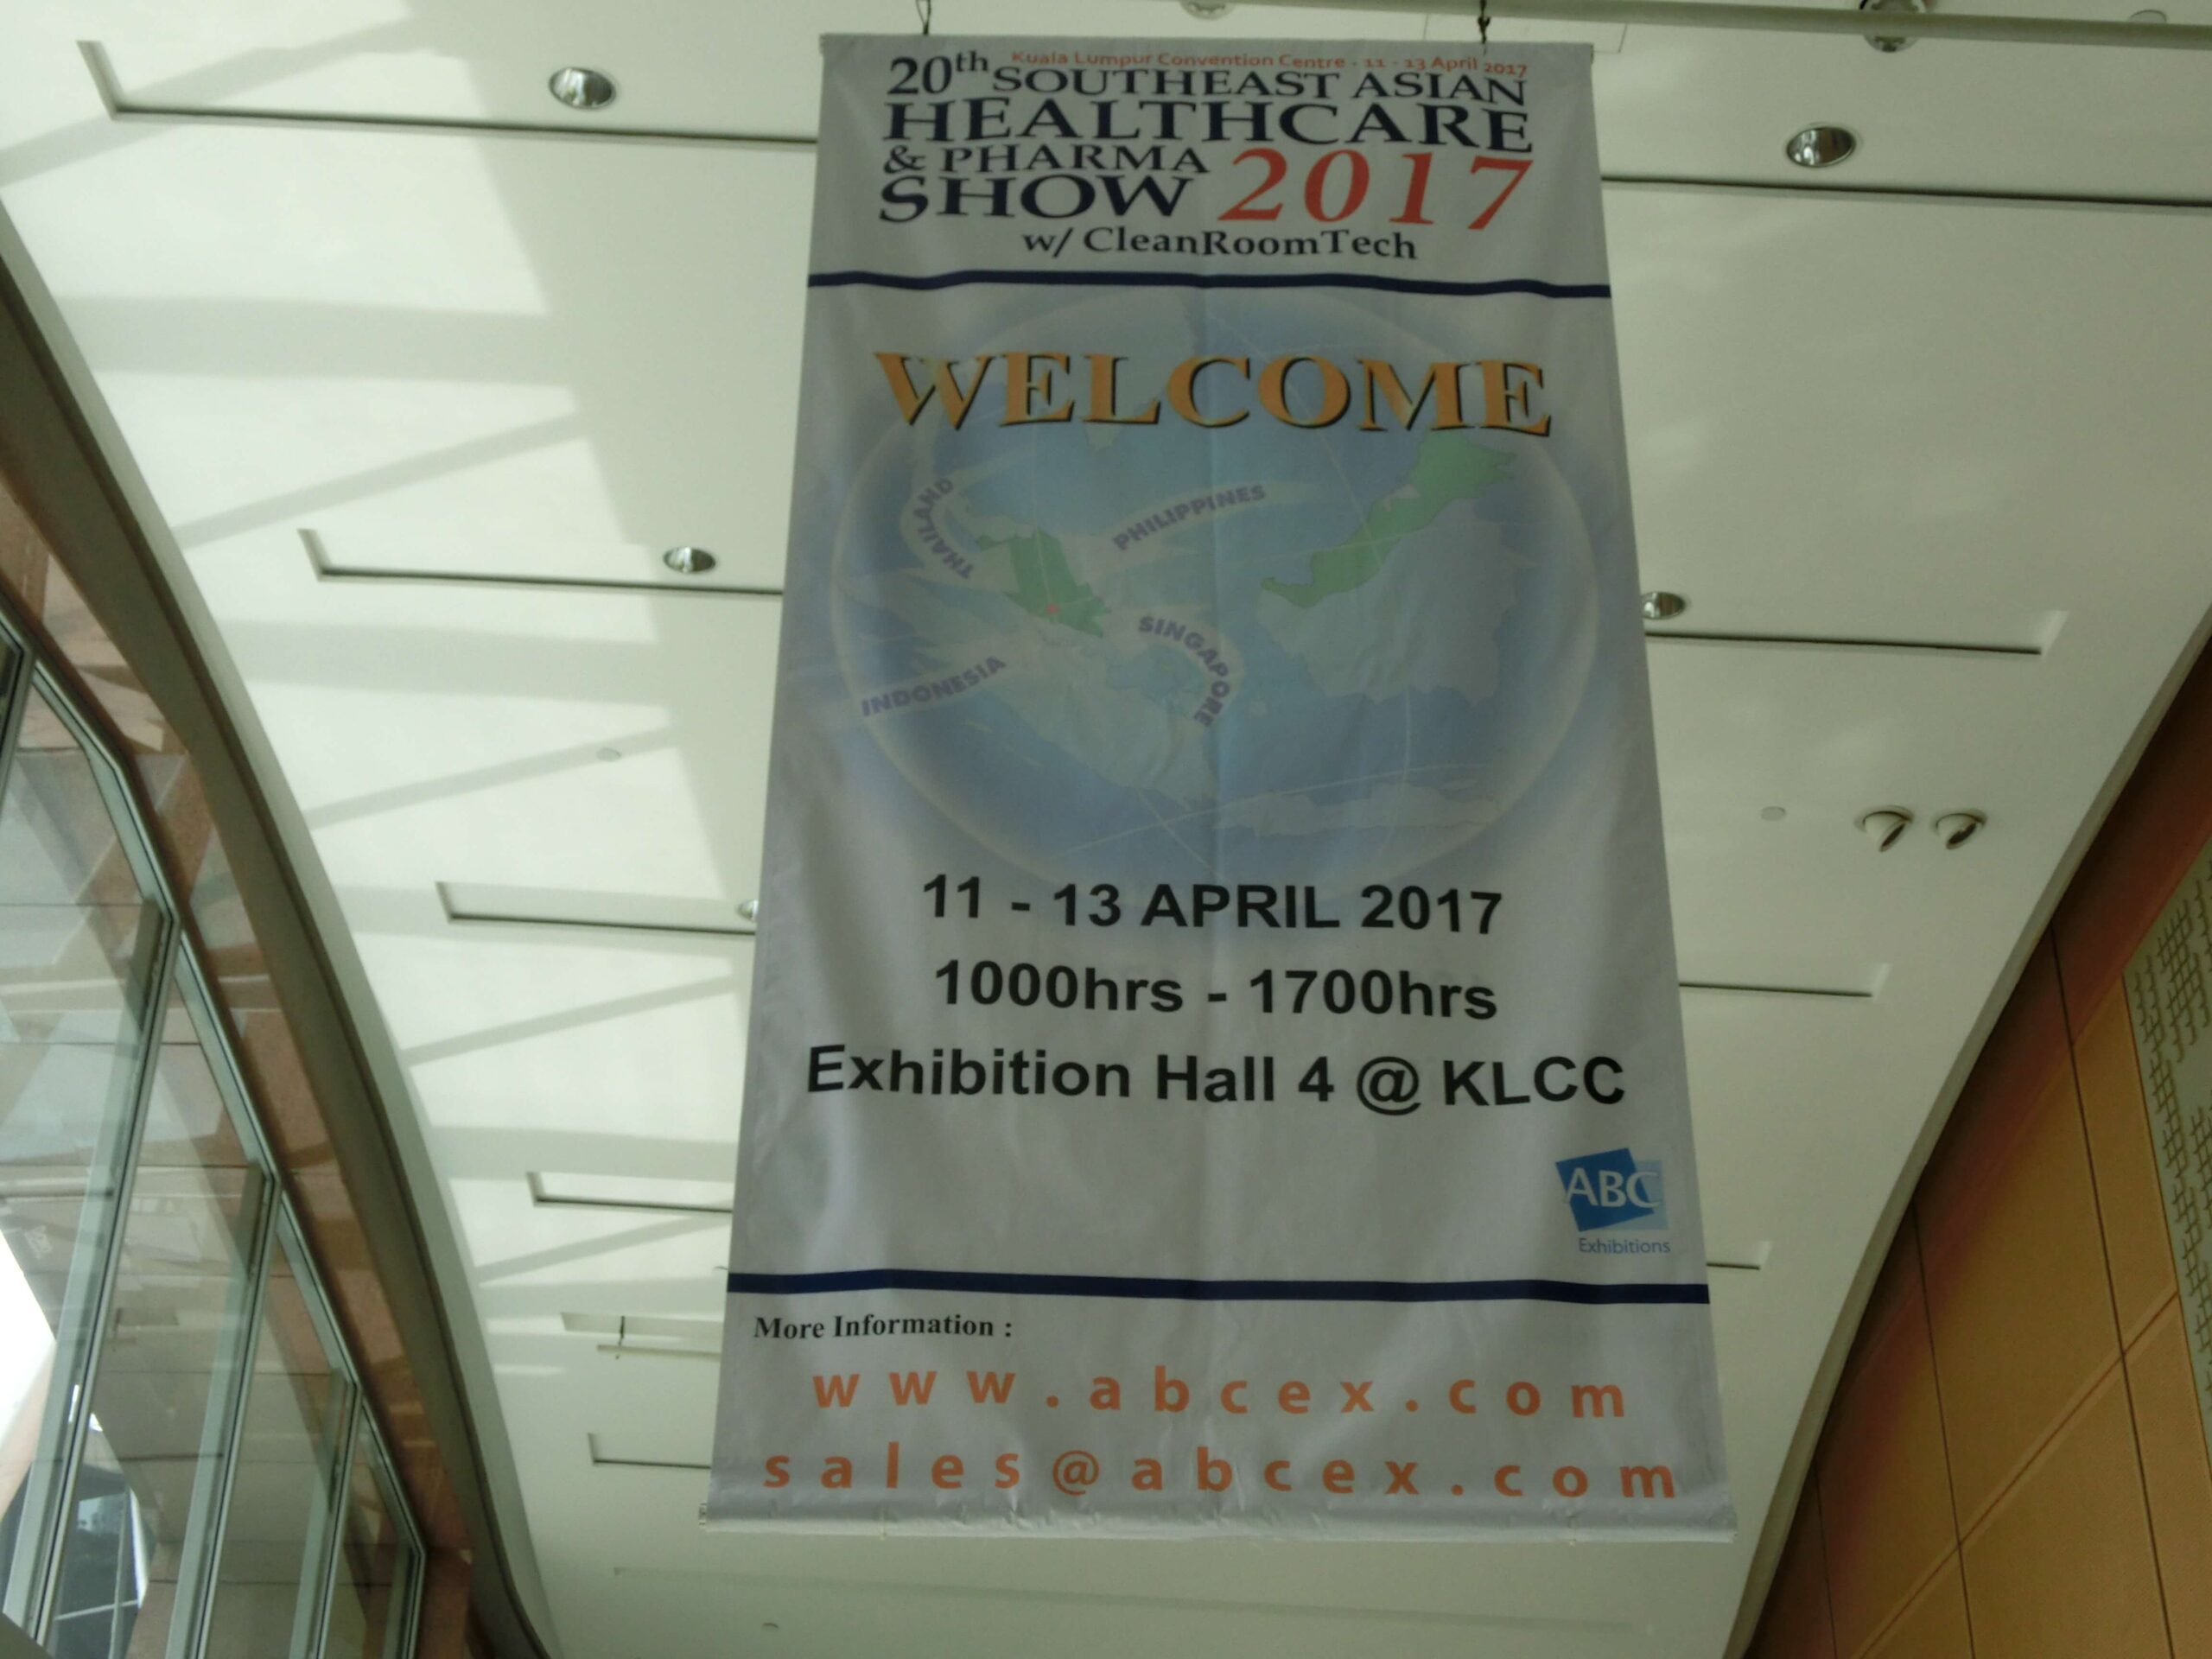 Kuala Lumpur Convention Centre - 11 - 13 April 2017
20th SOUTHEAST ASIAN
HEALTHCARE
& PHARMA
SHOW 2017
w/ CleanRoomTech
WELCOME
THAILAND
PHILIPPINES
SINGAPORE
INDONESIA
11 - 13 APRIL 2017
1000hrs - 1700hrs
Exhibition Hall 4 @ KLCC
ABC
Exhibitions
More Information :
www.abcex.com
sales@abcex.com